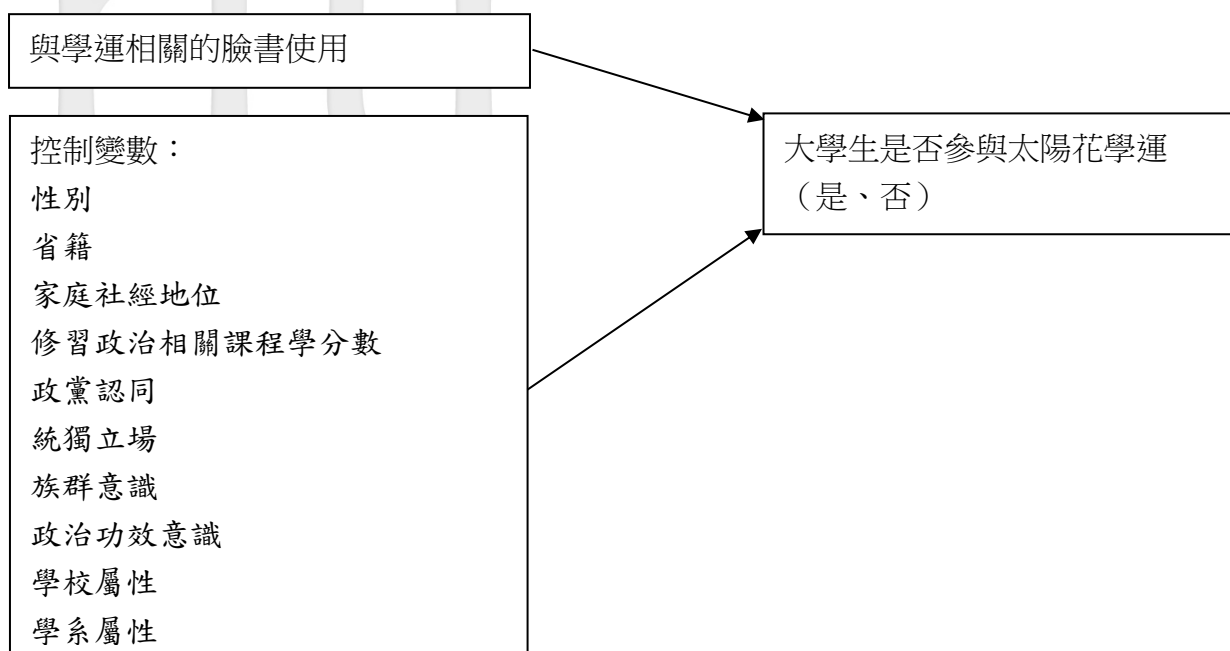 與學運相關的臉書使用
控制變數：
性別
省籍
家庭社經地位
修習政治相關課程學分數
政黨認同
統獨立場
族群意識
政治功效意識
學校屬性
學系屬性
大學生是否參與太陽花學運
（是、否）